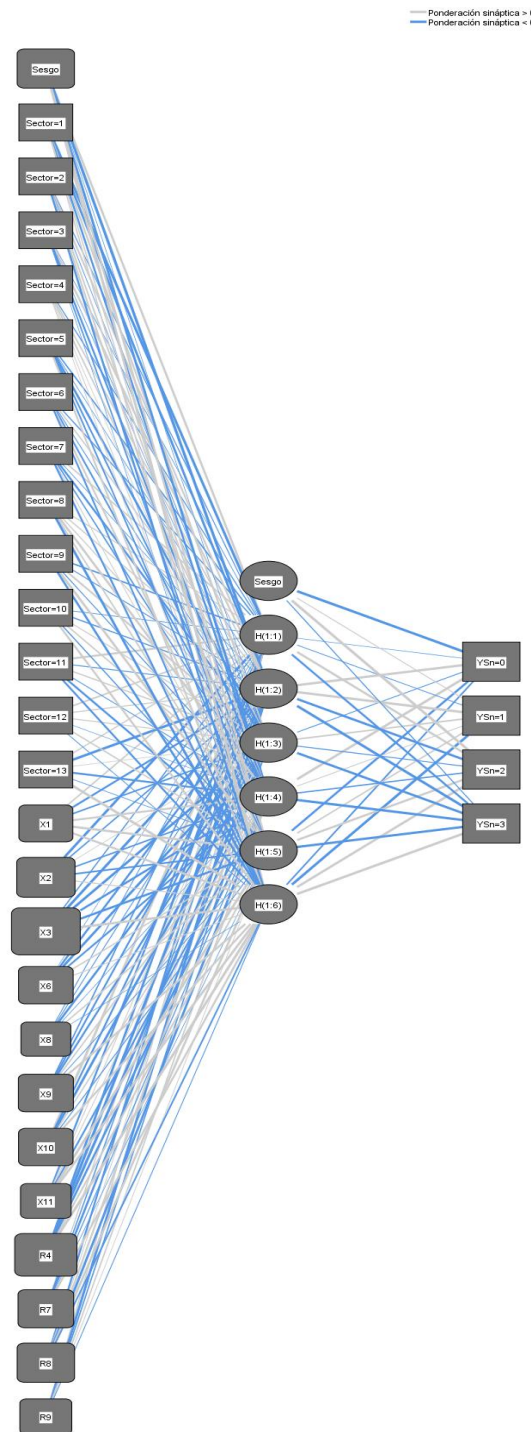 Ponderación sináptica >
Ponderación sináptica <
Sesgo
Sector=1
Sector=2
Sector=3
Sector=4
Sector=5
Sector=6
Sector=7
Sector=8
Sector=9
Sector=10
Sector=11
Sector=12
Sector=13
X1
X2
X3
X6
X8
X9
X10
X11
R4
R7
R8
R9
Sesgo
H(1:1)
H(1:2)
H(1:3)
H(1:4)
H(1:5)
H(1:6)
YSn=0
YSn=1
YSn=2
YSn=3